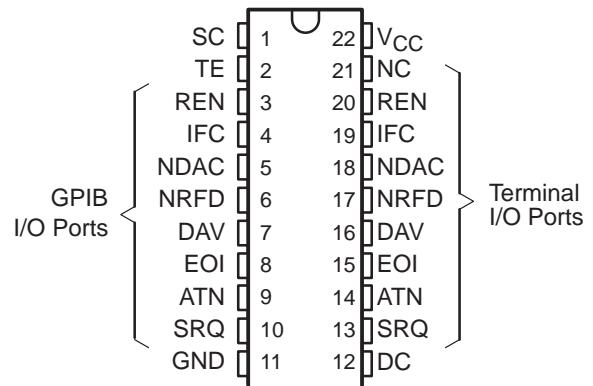 SC 1 22 VCC
TE 2 21 NC
REN 3 20 REN
IFC 4 19 IFC
NDAC 5 18 NDAC
GPIB I/O Ports
NRFD 6 17 NRFD
Terminal I/O Ports
DAV 7 16 DAV
EOI 8 15 EOI
ATN 9 14 ATN
SRQ 10 13 SRQ
GND 11 12 DC